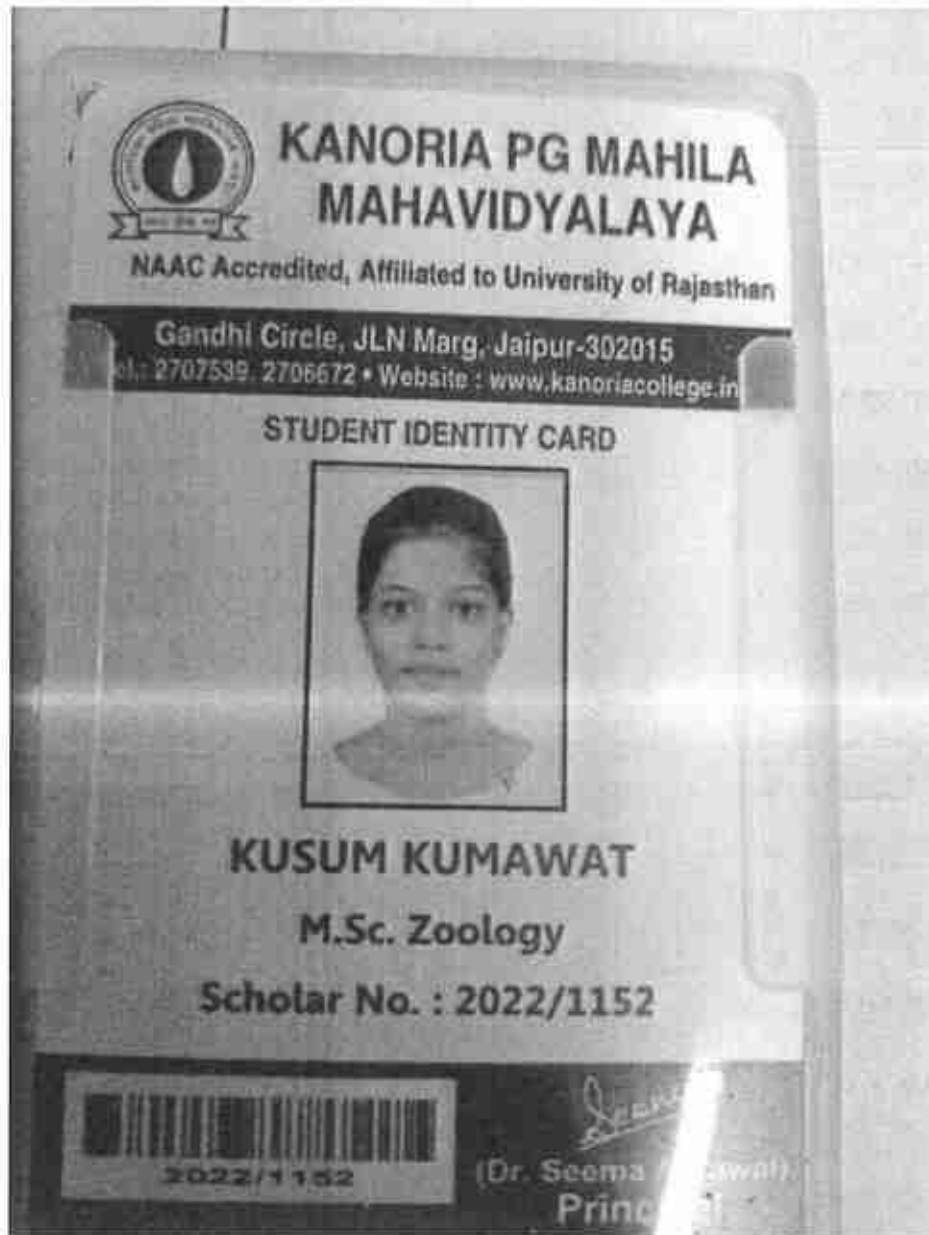 KANORIA PG MAHILA
MAHAVIDYALAYA
NAAC Accredited, Affiliated to University of Rajasthan
Gandhi Circle, JLN Marg, Jaipur-302015
2707539, 2706672 • Website : www.kanoriacollege.in
STUDENT IDENTITY CARD
KUSUM KUMAWAT
M.Sc. Zoology
Scholar No. : 2022/1152
2022/1152
(Dr. Seema